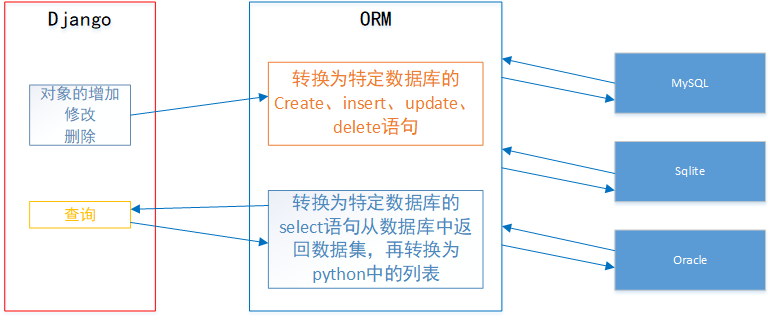 Django
对象的增加
修改
删除
查询
ORM
转换为特定数据库的
Create、insert、update、
delete语句
转换为特定数据库的
select语句从数据库中返
回数据集，再转换为
python中的列表
MySQL
Sqlite
Oracle